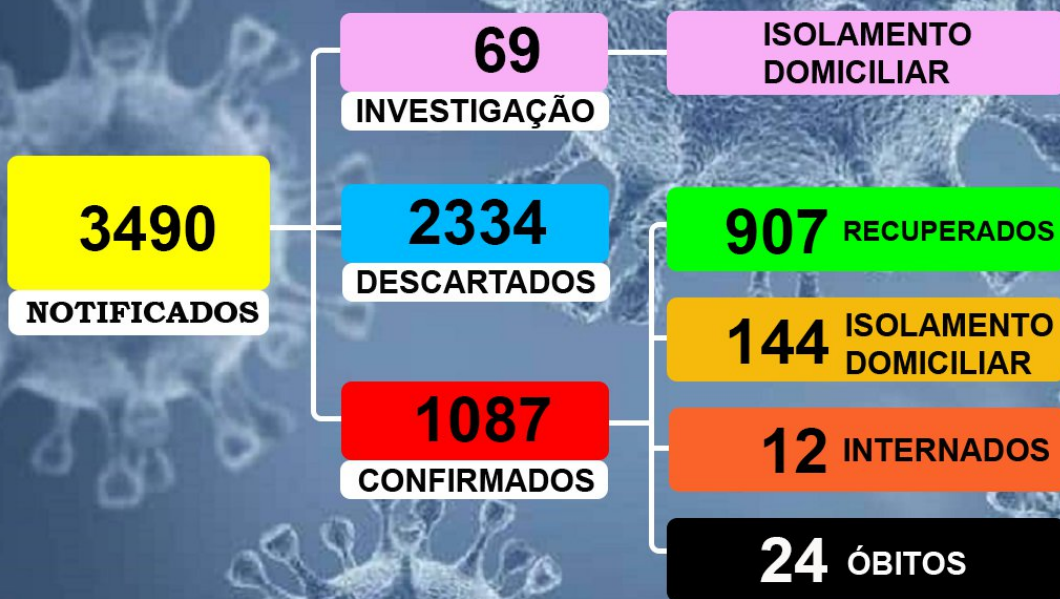 3490
NOTIFICADOS
69
INVESTIGAÇÃO
ISOLAMENTO
DOMICILIAR
2334
DESCARTADOS
1087
CONFIRMADOS
907 RECUPERADOS
144 ISOLAMENTO
DOMICILIAR
12 INTERNADOS
24 ÓBITOS